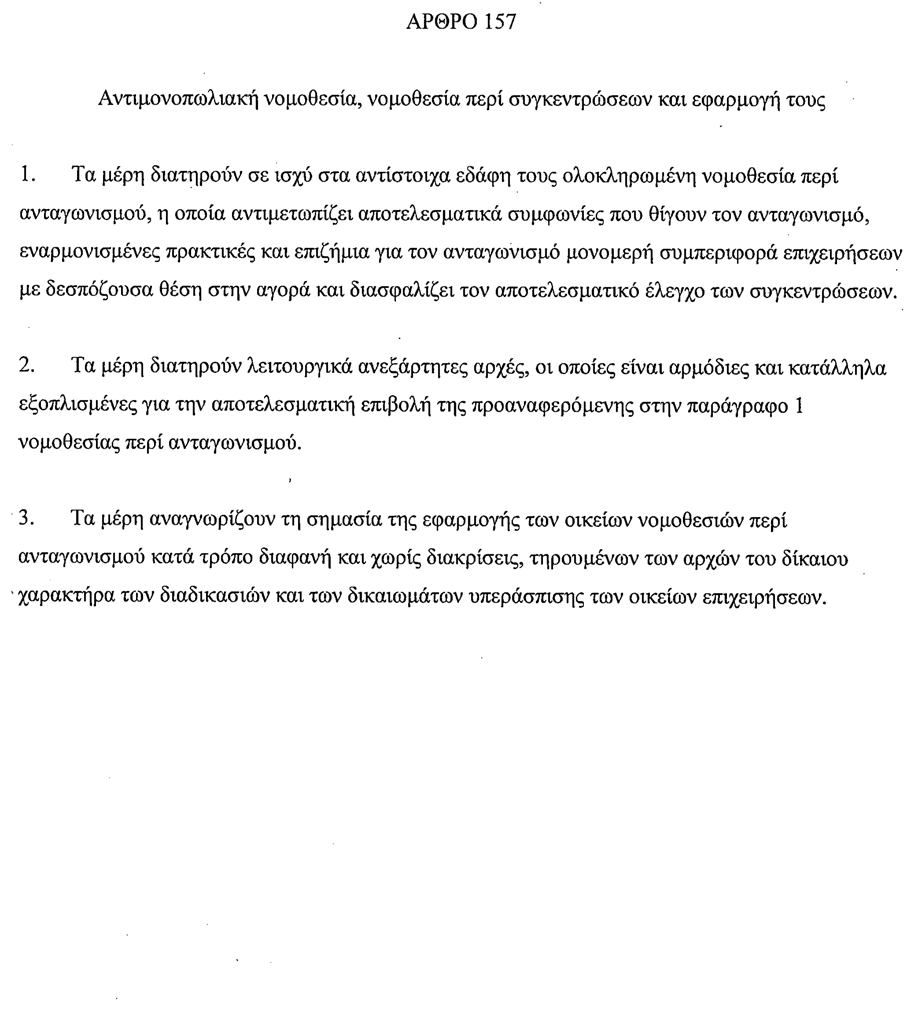 ΑΡΘΡΟ 157
Αντιμονοπωλιακή νομοθεσία, νομοθεσία περί συγκεντρώσεων και εφαρμογή τους
1. Τα μέρη διατηρούν σε ισχύ στα αντίστοιχα εδάφη τους ολοκληρωμένη νομοθεσία περί
ανταγωνισμού, η οποία αντιμετωπίζει αποτελεσματικά συμφωνίες που θίγουν τον ανταγωνισμό,
εναρμονισμένες πρακτικές και επιζήμια για τον ανταγωνισμό μονομερή συμπεριφορά επιχειρήσεων
με δεσπόζουσα θέση στην αγορά και διασφαλίζει τον αποτελεσματικό έλεγχο των συγκεντρώσεων.
2. Τα μέρη διατηρούν λειτουργικά ανεξάρτητες αρχές, οι οποίες είναι αρμόδιες και κατάλληλα
εξοπλισμένες για την αποτελεσματική επιβολή της προαναφερόμενης στην παράγραφο 1
νομοθεσίας περί ανταγωνισμού.
3. Τα μέρη αναγνωρίζουν τη σημασία της εφαρμογής των οικείων νομοθεσιών περί
ανταγωνισμού κατά τρόπο διαφανή και χωρίς διακρίσεις, τηρουμένων των αρχών του δίκαιου
χαρακτήρα των διαδικασιών και των δικαιωμάτων υπεράσπισης των οικείων επιχειρήσεων.